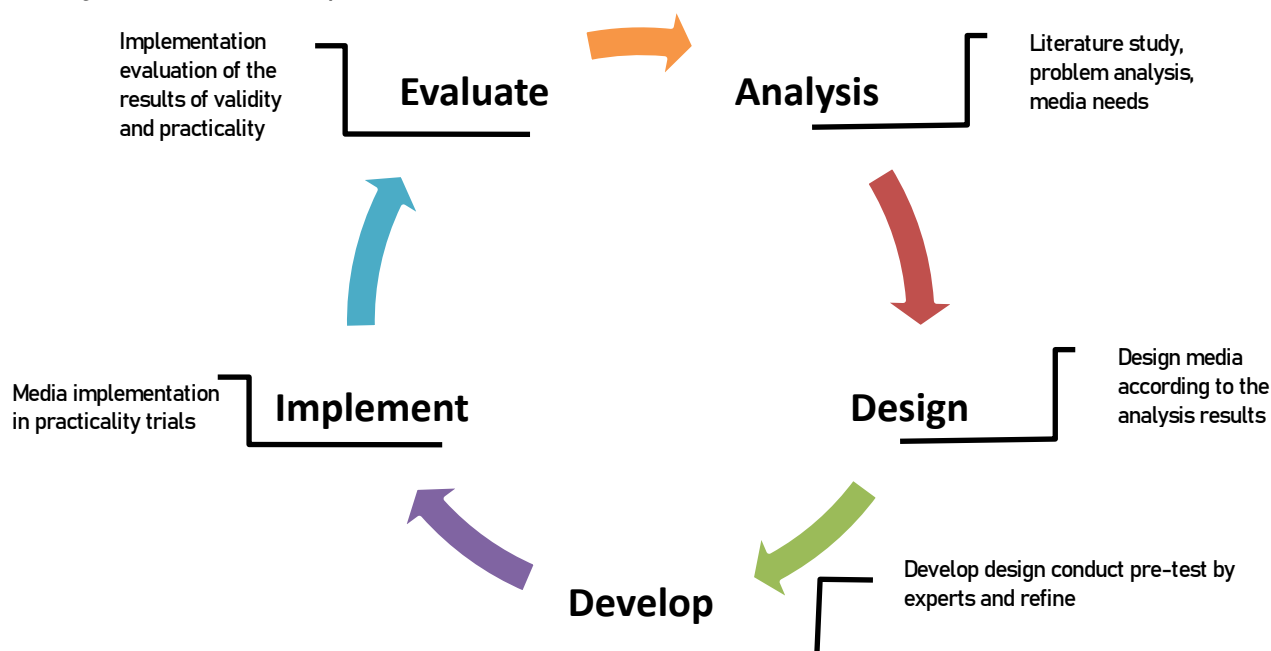 Implementation
evaluation of the
results of validity
and practicality
Evaluate
Analysis
Literature study,
problem analysis,
media needs
Media implementation
in practicality trials
Implement
Design
Design media
according to the
analysis results
Develop
Develop design conduct pre-test by
experts and refine